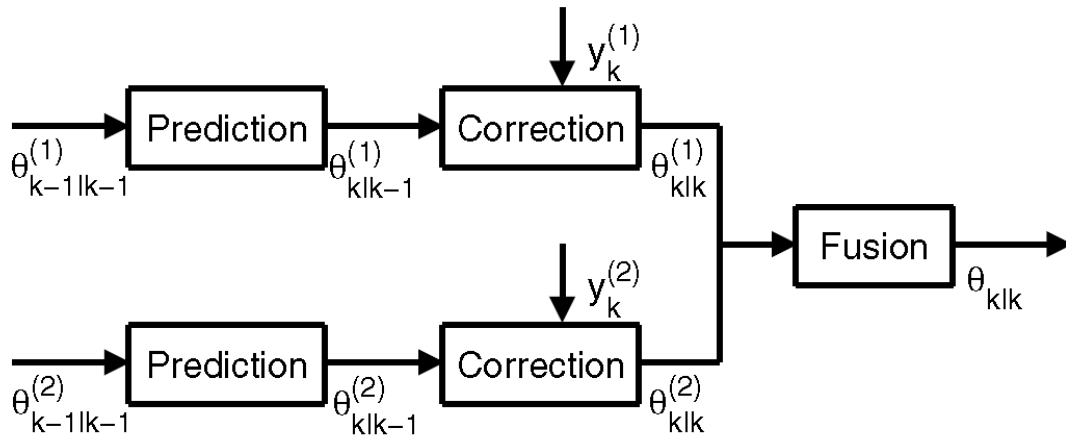 y_k^{(1)}
Prediction
Correction
θ_{k−1|k−1}^{(1)}
θ_{k|k−1}^{(1)}
θ_{k|k}^{(1)}
Fusion
θ_{k|k}
y_k^{(2)}
Prediction
Correction
θ_{k−1|k−1}^{(2)}
θ_{k|k−1}^{(2)}
θ_{k|k}^{(2)}